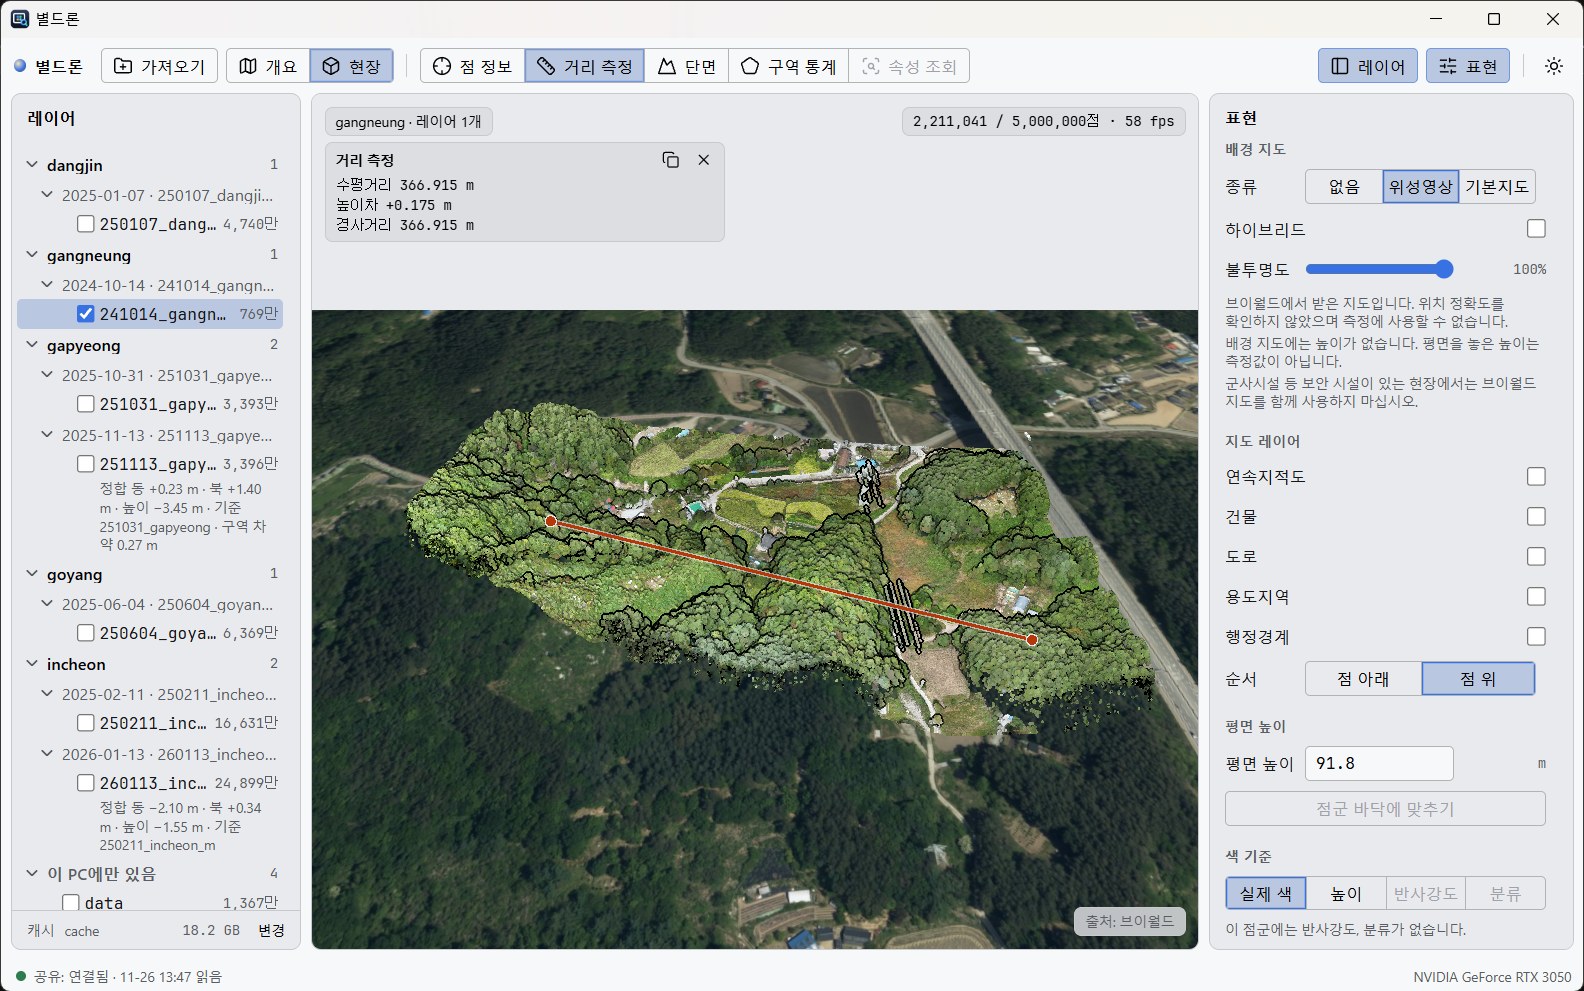 별드론
별드론
가져오기
개요
현장
점 정보
거리 측정
단면
구역 통계
속성 조회
레이어
표현
레이어
dangjin 1
2025-01-07 · 250107_dangji...
250107_dang... 4,740만
gangneung 1
2024-10-14 · 241014_gangn...
241014_gangn... 769만
gapyeong 2
2025-10-31 · 251031_gapye...
251031_gapy... 3,393만
2025-11-13 · 251113_gapye...
251113_gapy... 3,396만
정합 동 +0.23 m · 북 +1.40
m · 높이 −3.45 m · 기준
251031_gapyeong · 구역 차
약 0.27 m
goyang 1
2025-06-04 · 250604_goyan...
250604_goya... 6,369만
incheon 2
2025-02-11 · 250211_incheo...
250211_inc... 16,631만
2026-01-13 · 260113_incheo...
260113_inc... 24,899만
정합 동 −2.10 m · 북 +0.34
m · 높이 −1.55 m · 기준
250211_incheon_m
이 PC에만 있음 4
data 1,367만
캐시 cache 18.2 GB 변경
gangneung · 레이어 1개
2,211,041 / 5,000,000점 · 58 fps
거리 측정
수평거리 366.915 m
높이차 +0.175 m
경사거리 366.915 m
출처: 브이월드
표현
배경 지도
종류 없음 위성영상 기본지도
하이브리드
불투명도 100%
브이월드에서 받은 지도입니다. 위치 정확도를
확인하지 않았으며 측정에 사용할 수 없습니다.
배경 지도에는 높이가 없습니다. 평면을 놓은 높이는
측정값이 아닙니다.
군사시설 등 보안 시설이 있는 현장에서는 브이월드
지도를 함께 사용하지 마십시오.
지도 레이어
연속지적도
건물
도로
용도지역
행정경계
순서 점 아래 점 위
평면 높이
평면 높이 91.8 m
점군 바닥에 맞추기
색 기준
실제 색 높이 반사강도 분류
이 점군에는 반사강도, 분류가 없습니다.
공유: 연결됨 · 11-26 13:47 읽음
NVIDIA GeForce RTX 3050